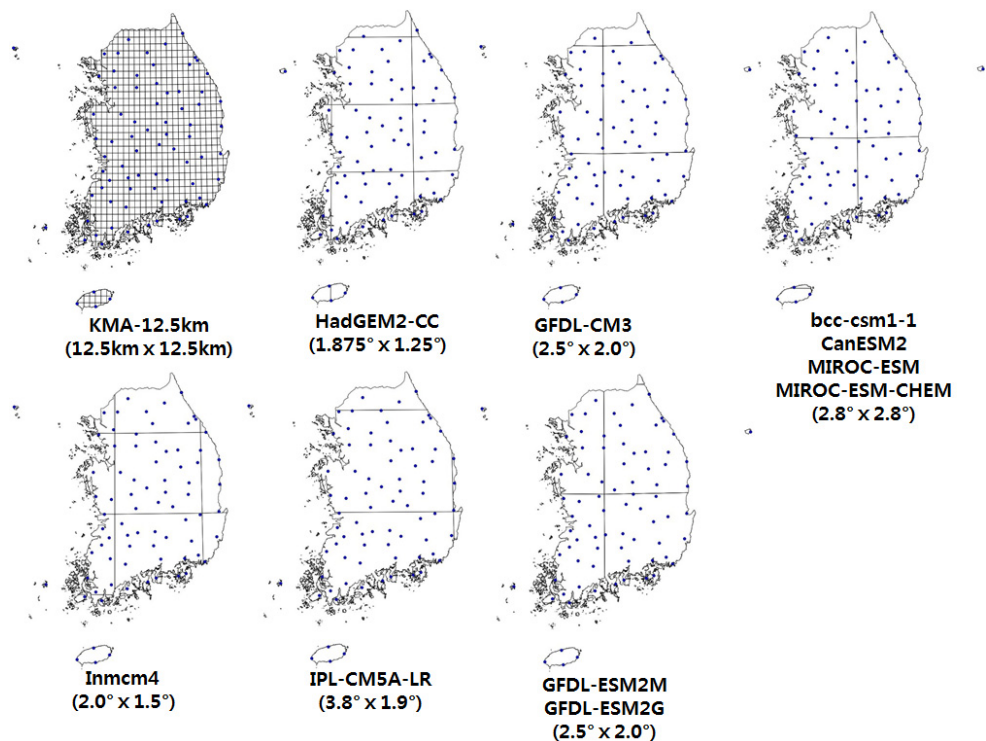 KMA-12.5km
(12.5km x 12.5km)
HadGEM2-CC
(1.875° x 1.25°)
GFDL-CM3
(2.5° x 2.0°)
bcc-csm1-1
CanESM2
MIROC-ESM
MIROC-ESM-CHEM
(2.8° x 2.8°)
Inmcm4
(2.0° x 1.5°)
IPL-CM5A-LR
(3.8° x 1.9°)
GFDL-ESM2M
GFDL-ESM2G
(2.5° x 2.0°)